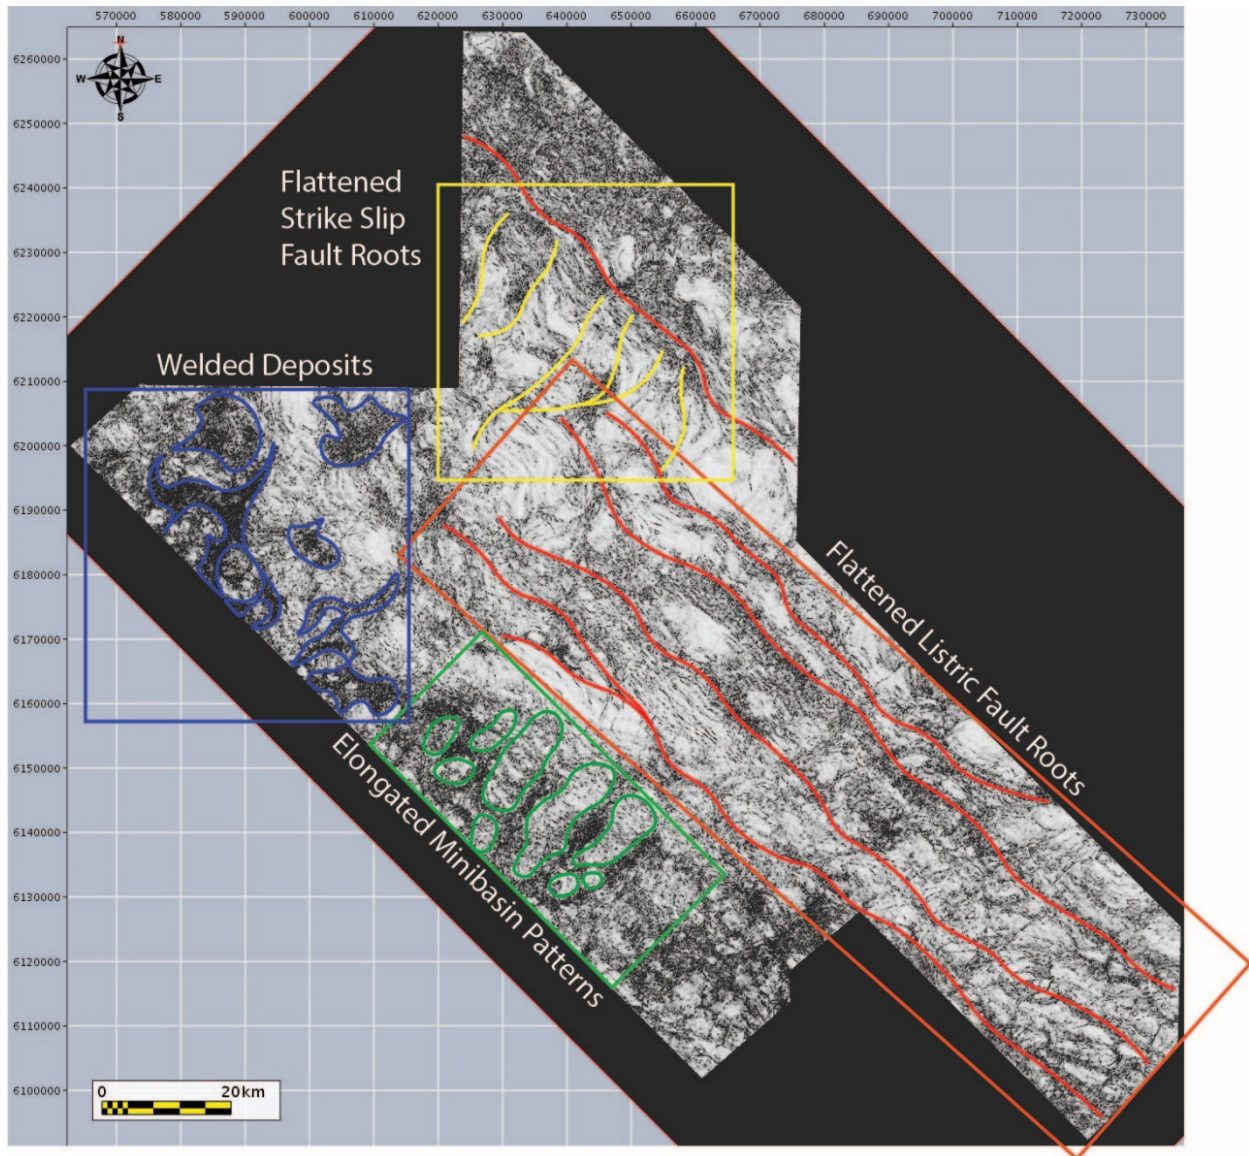 570000 580000 590000 600000 610000 620000 630000 640000 650000 660000 670000 680000 690000 700000 710000 720000 730000
6260000
N
W E
S
6250000
6240000
Flattened
Strike Slip
Fault Roots
6230000
6220000
6210000
Welded Deposits
6200000
6190000
6180000
Flattened Listric Fault Roots
6170000
6160000
Elongated Minibasin Patterns
6150000
6140000
6130000
6120000
6110000
6100000
0 20km